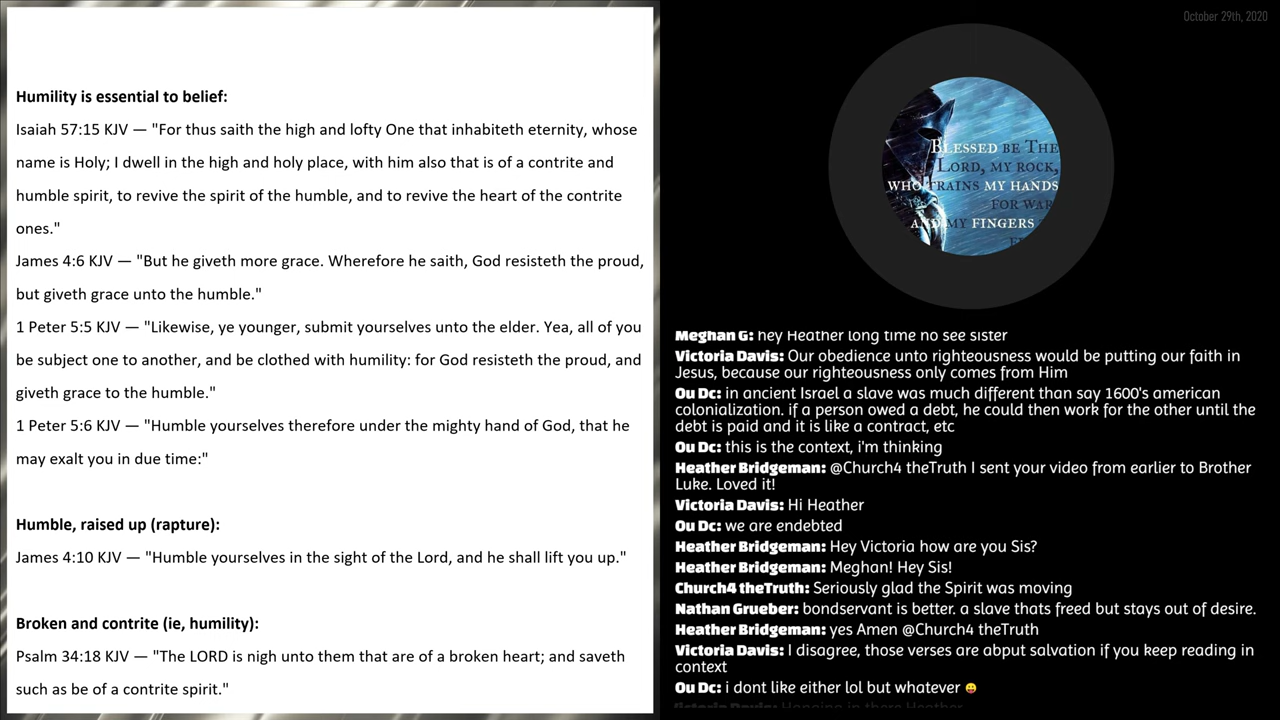 Humility is essential to belief:
Isaiah 57:15 KJV — "For thus saith the high and lofty One that inhabiteth eternity, whose
name is Holy; I dwell in the high and holy place, with him also that is of a contrite and
humble spirit, to revive the spirit of the humble, and to revive the heart of the contrite
ones."
James 4:6 KJV — "But he giveth more grace. Wherefore he saith, God resisteth the proud,
but giveth grace unto the humble."
1 Peter 5:5 KJV — "Likewise, ye younger, submit yourselves unto the elder. Yea, all of you
be subject one to another, and be clothed with humility: for God resisteth the proud, and
giveth grace to the humble."
1 Peter 5:6 KJV — "Humble yourselves therefore under the mighty hand of God, that he
may exalt you in due time:"
Humble, raised up (rapture):
James 4:10 KJV — "Humble yourselves in the sight of the Lord, and he shall lift you up."
Broken and contrite (ie, humility):
Psalm 34:18 KJV — "The LORD is nigh unto them that are of a broken heart; and saveth
such as be of a contrite spirit."
October 29th, 2020
BLESSED BE THE
LORD, MY ROCK,
WHO TRAINS MY HANDS
FOR WAR
AND MY FINGERS
Meghan G: hey Heather long time no see sister
Victoria Davis: Our obedience unto righteousness would be putting our faith in
Jesus, because our righteousness only comes from Him
Ou Dc: in ancient Israel a slave was much different than say 1600's american
colonialization. if a person owed a debt, he could then work for the other until the
debt is paid and it is like a contract, etc
Ou Dc: this is the context, i'm thinking
Heather Bridgeman: @Church4 theTruth I sent your video from earlier to Brother
Luke. Loved it!
Victoria Davis: Hi Heather
Ou Dc: we are endebted
Heather Bridgeman: Hey Victoria how are you Sis?
Heather Bridgeman: Meghan! Hey Sis!
Church4 theTruth: Seriously glad the Spirit was moving
Nathan Grueber: bondservant is better. a slave thats freed but stays out of desire.
Heather Bridgeman: yes Amen @Church4 theTruth
Victoria Davis: I disagree, those verses are abput salvation if you keep reading in
context
Ou Dc: i dont like either lol but whatever 😛